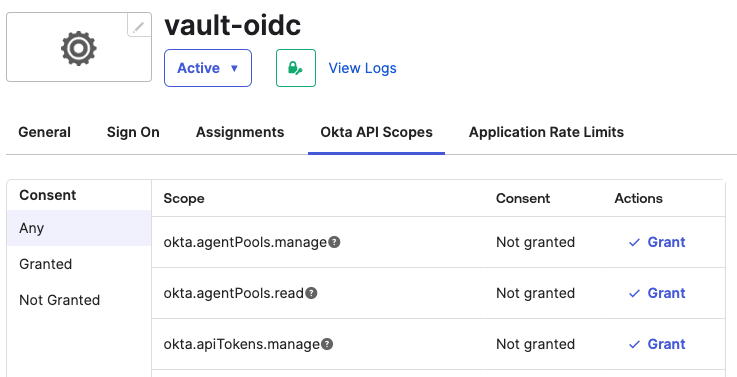 vault-oidc
Active ▼
View Logs
General Sign On Assignments Okta API Scopes Application Rate Limits
Consent
Any
Granted
Not Granted
Scope Consent Actions
okta.agentPools.manage ? Not granted ✓ Grant
okta.agentPools.read ? Not granted ✓ Grant
okta.apiTokens.manage ? Not granted ✓ Grant